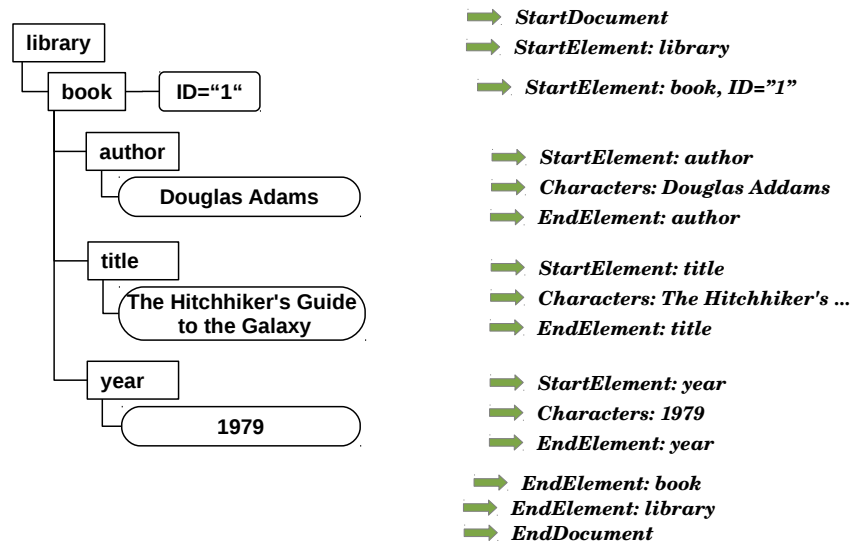 library
book
ID=“1“
author
Douglas Adams
title
The Hitchhiker's Guide
to the Galaxy
year
1979
StartDocument
StartElement: library
StartElement: book, ID=”1”
StartElement: author
Characters: Douglas Addams
EndElement: author
StartElement: title
Characters: The Hitchhiker's ...
EndElement: title
StartElement: year
Characters: 1979
EndElement: year
EndElement: book
EndElement: library
EndDocument